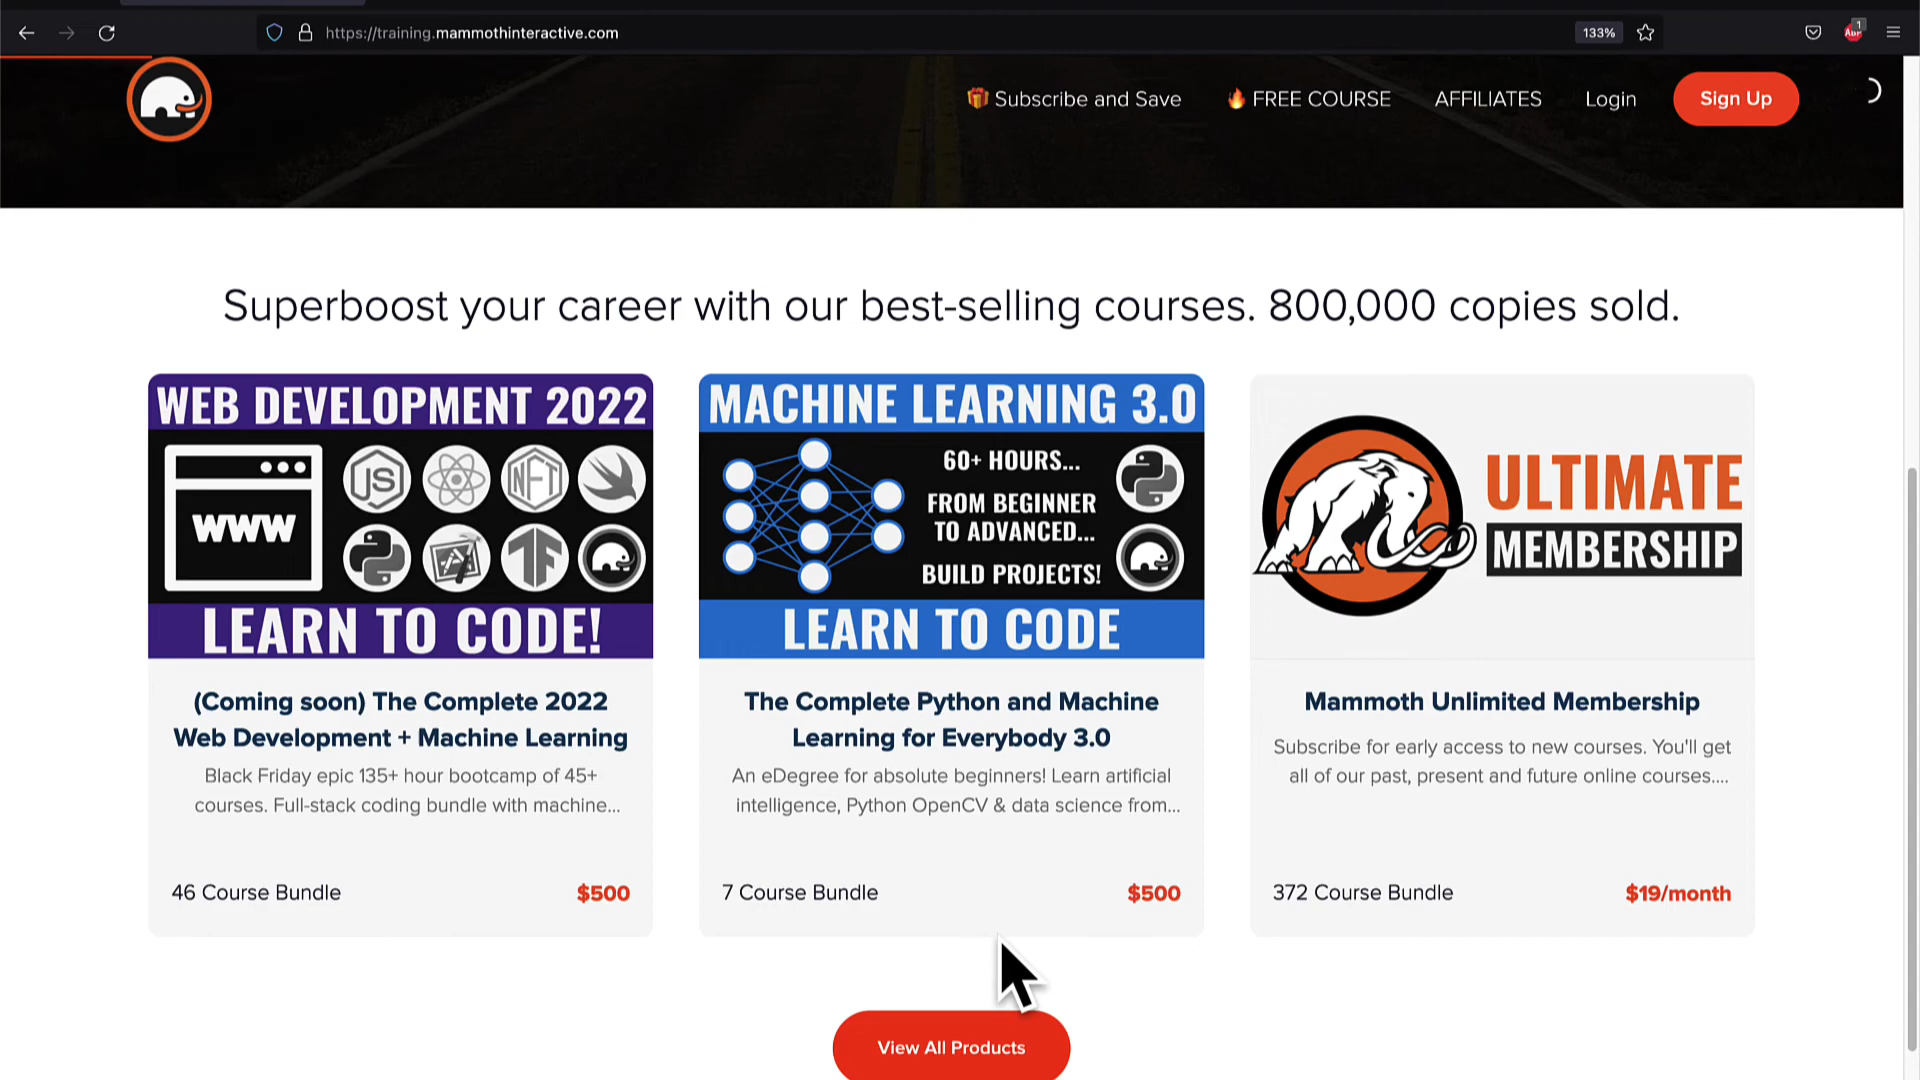 https://training.mammothinteractive.com
133%
1
ABP
Subscribe and Save
FREE COURSE
AFFILIATES
Login
Sign Up
Superboost your career with our best-selling courses. 800,000 copies sold.
WEB DEVELOPMENT 2022
WWW
JS
NFT
LEARN TO CODE!
(Coming soon) The Complete 2022
Web Development + Machine Learning
Black Friday epic 135+ hour bootcamp of 45+
courses. Full-stack coding bundle with machine...
46 Course Bundle
$500
MACHINE LEARNING 3.0
60+ HOURS...
FROM BEGINNER
TO ADVANCED...
BUILD PROJECTS!
LEARN TO CODE
The Complete Python and Machine
Learning for Everybody 3.0
An eDegree for absolute beginners! Learn artificial
intelligence, Python OpenCV & data science from...
7 Course Bundle
$500
ULTIMATE
MEMBERSHIP
Mammoth Unlimited Membership
Subscribe for early access to new courses. You'll get
all of our past, present and future online courses....
372 Course Bundle
$19/month
View All Products